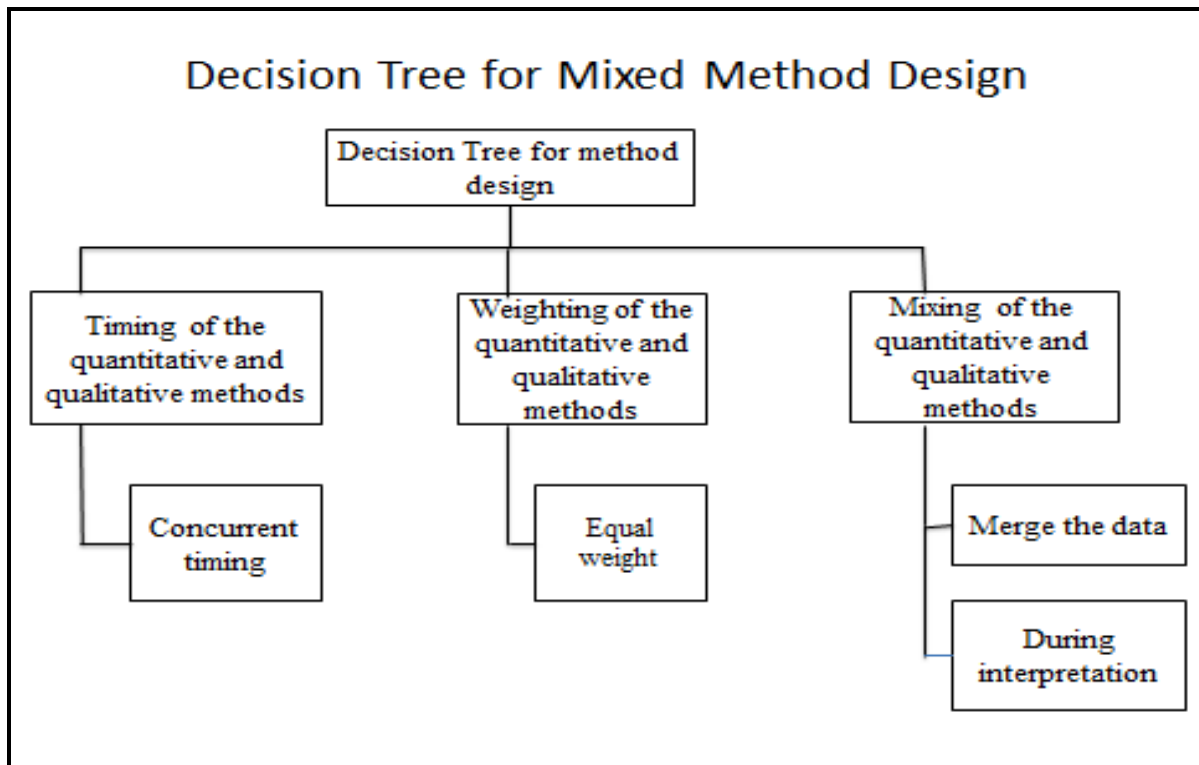 Decision Tree for Mixed Method Design
Decision Tree for method
design
Timing of the
quantitative and
qualitative methods
Weighting of the
quantitative and
qualitative
methods
Mixing of the
quantitative and
qualitative
methods
Concurrent
timing
Equal
weight
Merge the data
During
interpretation